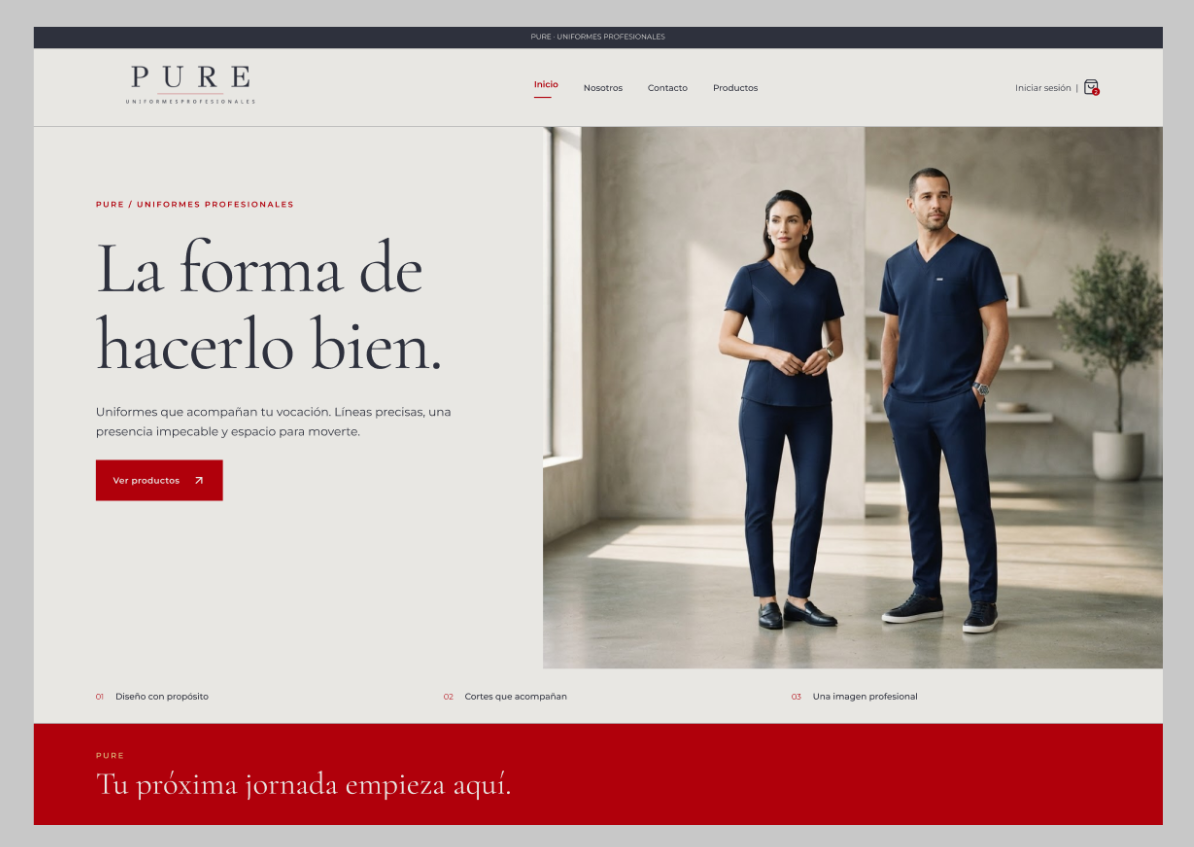 PURE · UNIFORMES PROFESIONALES
PURE
UNIFORMESPROFESIONALES
Inicio
Nosotros
Contacto
Productos
Iniciar sesión |
2
PURE / UNIFORMES PROFESIONALES
La forma de
hacerlo bien.
Uniformes que acompañan tu vocación. Líneas precisas, una
presencia impecable y espacio para moverte.
Ver productos
01 Diseño con propósito
02 Cortes que acompañan
03 Una imagen profesional
PURE
Tu próxima jornada empieza aquí.